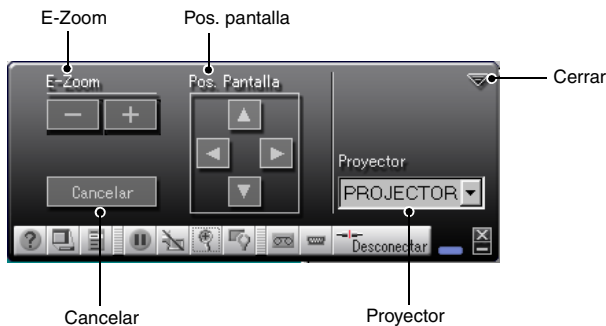 E-Zoom Pos. pantalla
Cerrar
E-Zoom Pos. Pantalla
- +
Proyector
Cancelar PROJECTOR
? Desconectar
Cancelar Proyector